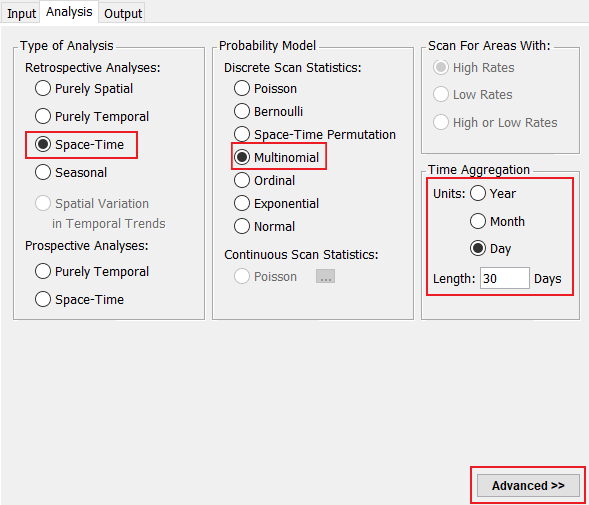 Input Analysis Output
Type of Analysis
Retrospective Analyses:
Purely Spatial
Purely Temporal
Space-Time
Seasonal
Spatial Variation
in Temporal Trends
Prospective Analyses:
Purely Temporal
Space-Time
Probability Model
Discrete Scan Statistics:
Poisson
Bernoulli
Space-Time Permutation
Multinomial
Ordinal
Exponential
Normal
Continuous Scan Statistics:
Poisson ...
Scan For Areas With:
High Rates
Low Rates
High or Low Rates
Time Aggregation
Units: Year
Month
Day
Length: 30 Days
Advanced >>